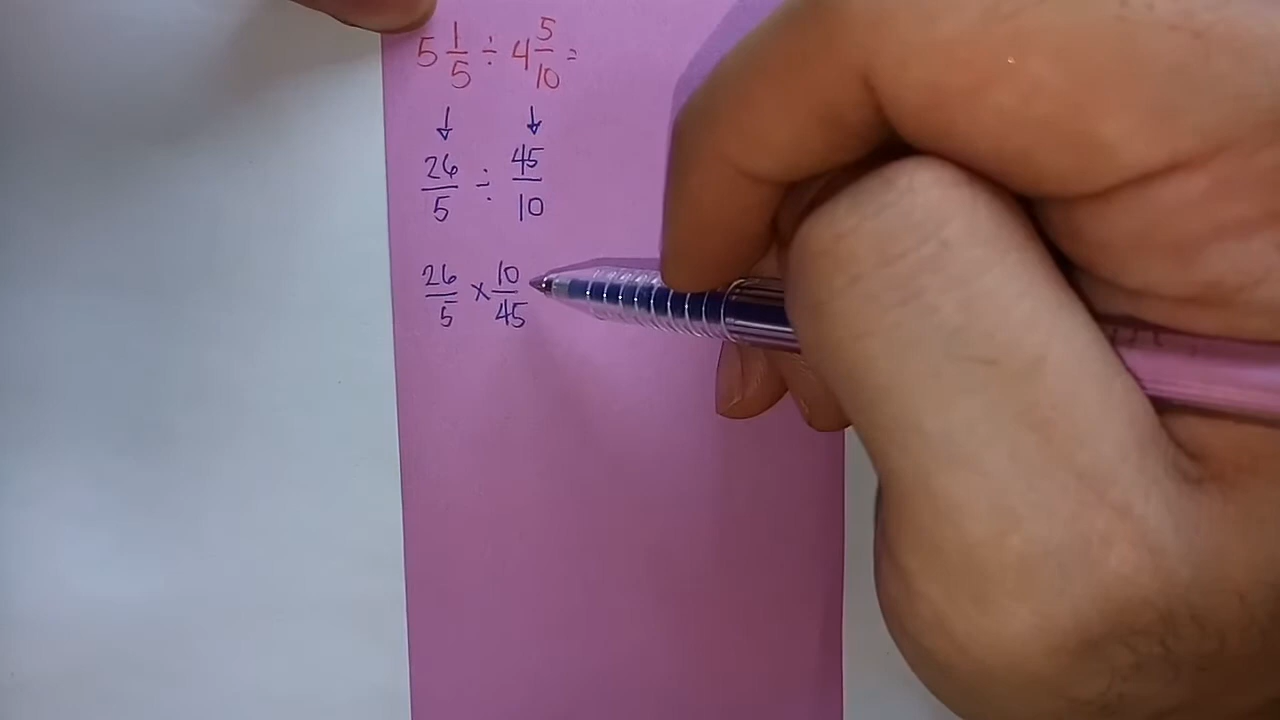 5 1/5 ÷ 4 5/10 =
↓ ↓
26/5 ÷ 45/10
26/5 x 10/45